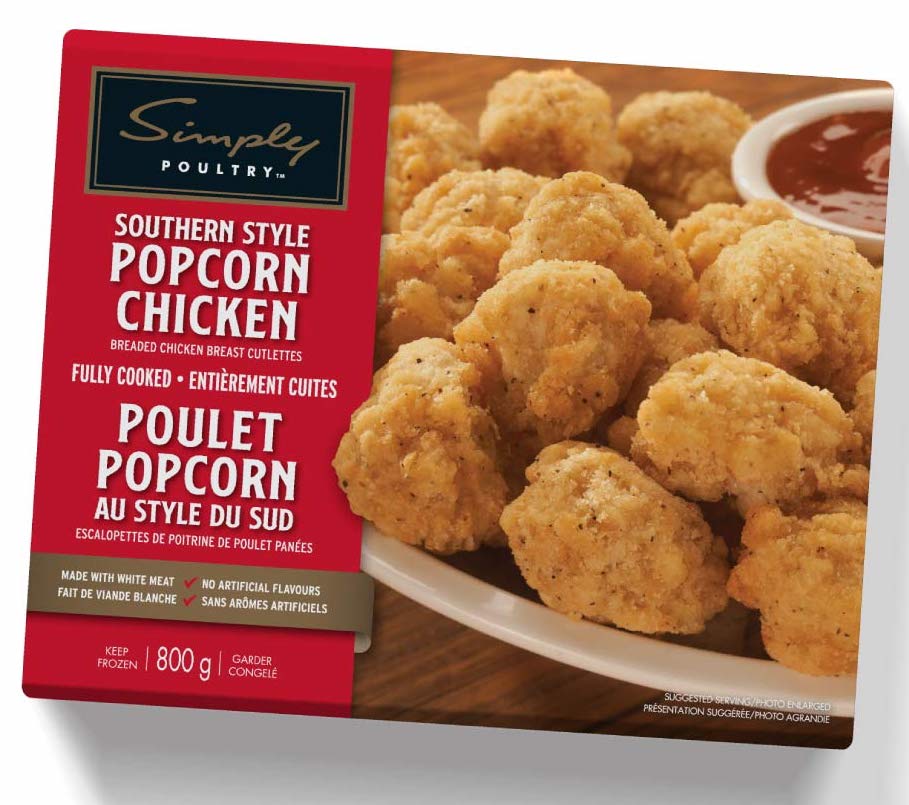 Simply
POULTRY™
SOUTHERN STYLE
POPCORN
CHICKEN
BREADED CHICKEN BREAST CUTLETTES
FULLY COOKED • ENTIÈREMENT CUITES
POULET
POPCORN
AU STYLE DU SUD
ESCALOPETTES DE POITRINE DE POULET PANÉES
MADE WITH WHITE MEAT ✓ NO ARTIFICIAL FLAVOURS
FAIT DE VIANDE BLANCHE ✓ SANS ARÔMES ARTIFICIELS
KEEP
FROZEN
800 g
GARDER
CONGELÉ
SUGGESTED SERVING/PHOTO ENLARGED
PRÉSENTATION SUGGÉRÉE/PHOTO AGRANDIE